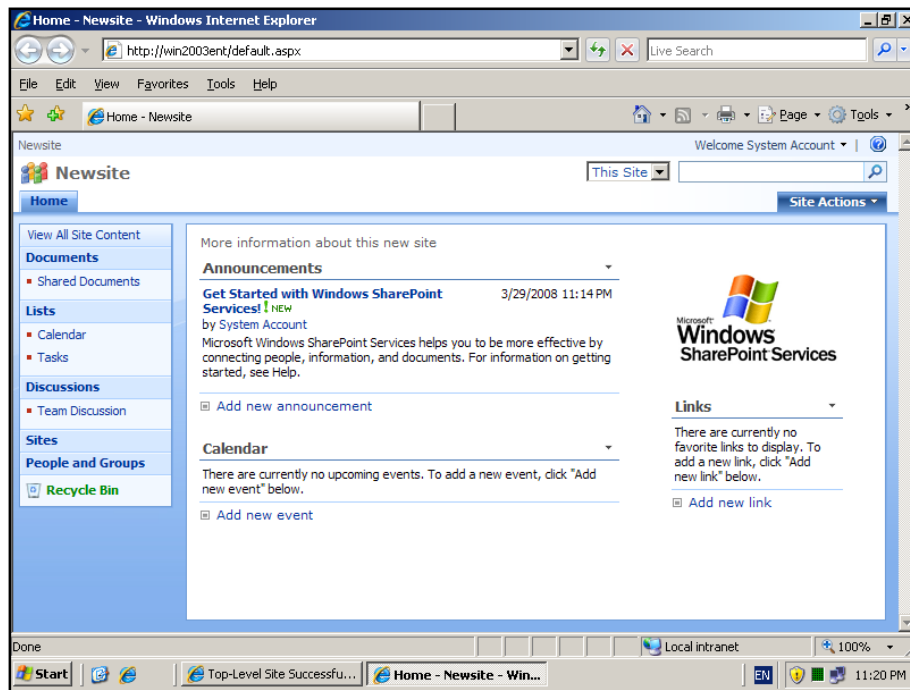 Home - Newsite - Windows Internet Explorer
http://win2003ent/default.aspx
Live Search
File Edit View Favorites Tools Help
Home - Newsite
Page
Tools
Newsite
Welcome System Account
Newsite
This Site
Home
Site Actions
View All Site Content
Documents
Shared Documents
Lists
Calendar
Tasks
Discussions
Team Discussion
Sites
People and Groups
Recycle Bin
More information about this new site
Announcements
Get Started with Windows SharePoint 3/29/2008 11:14 PM
Services! NEW
by System Account
Microsoft Windows SharePoint Services helps you to be more effective by
connecting people, information, and documents. For information on getting
started, see Help.
Add new announcement
Calendar
There are currently no upcoming events. To add a new event, click "Add
new event" below.
Add new event
Microsoft
Windows
SharePoint Services
Links
There are currently no
favorite links to display. To
add a new link, click "Add
new link" below.
Add new link
Done
Local intranet
100%
Start
Top-Level Site Successfu...
Home - Newsite - Win...
EN
11:20 PM